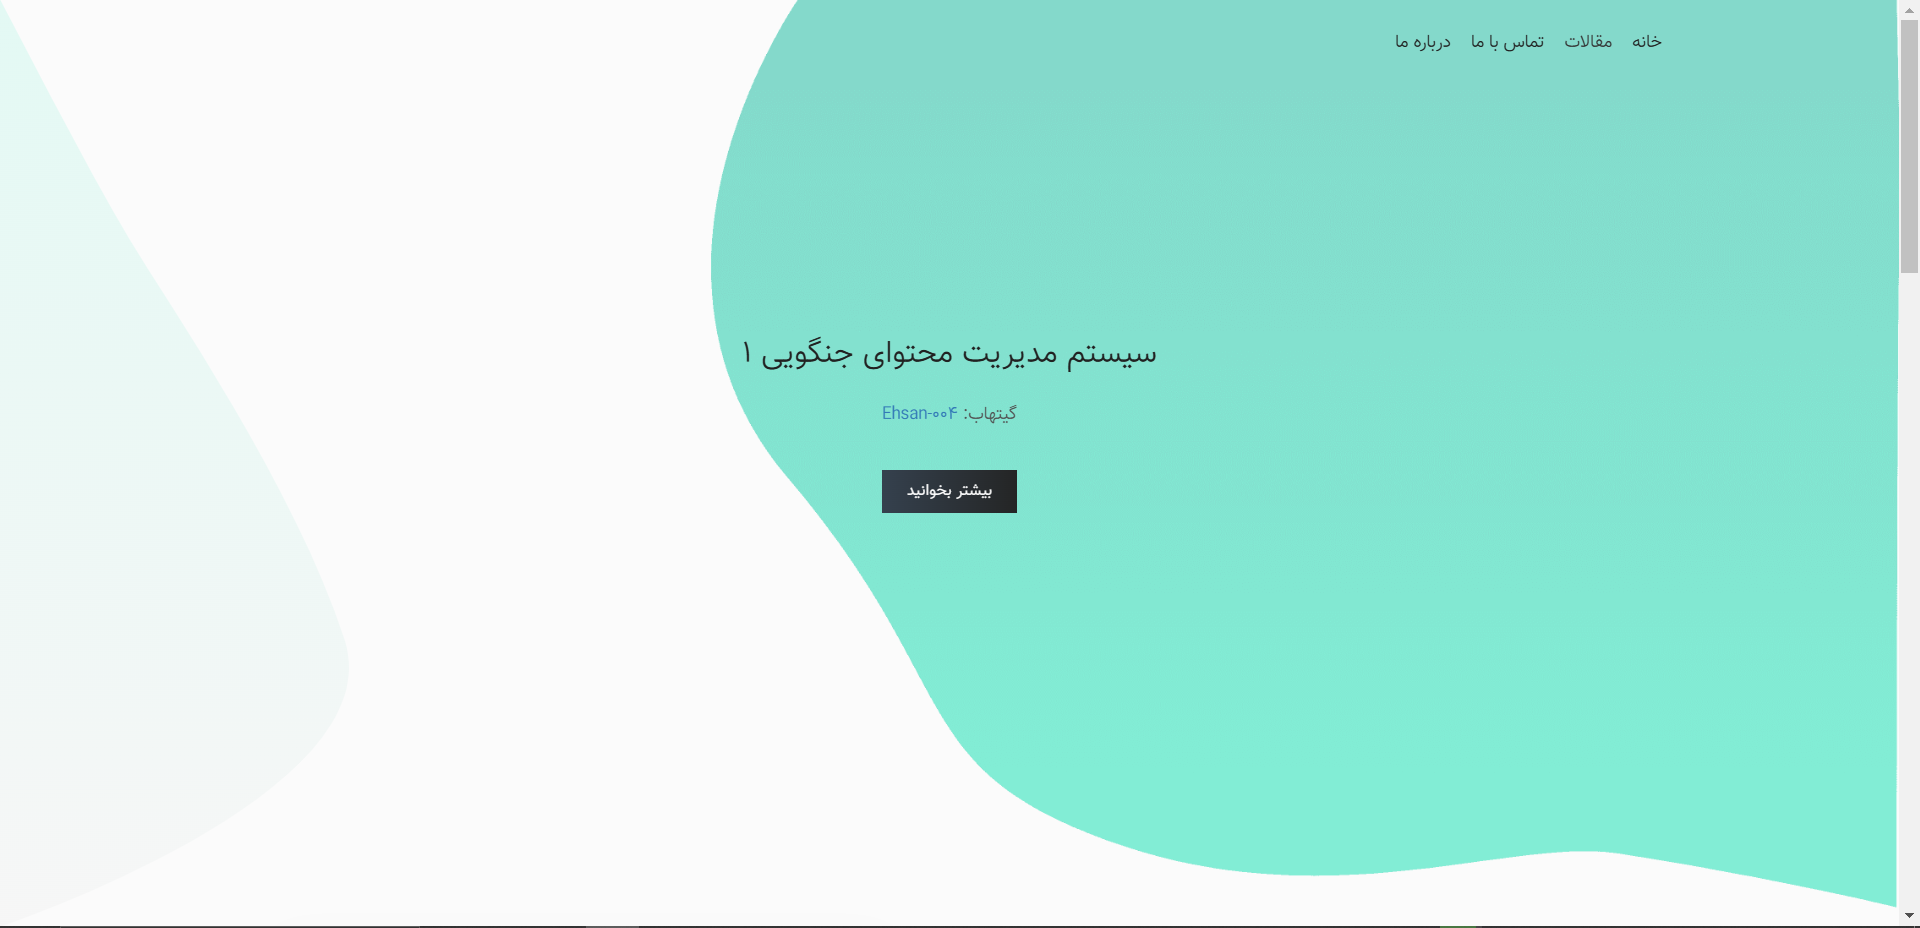 خانه مقالات تماس با ما درباره ما
سیستم مدیریت محتوای جنگویی ۱
گیتهاب: Ehsan-۰۰۴
بیشتر بخوانید